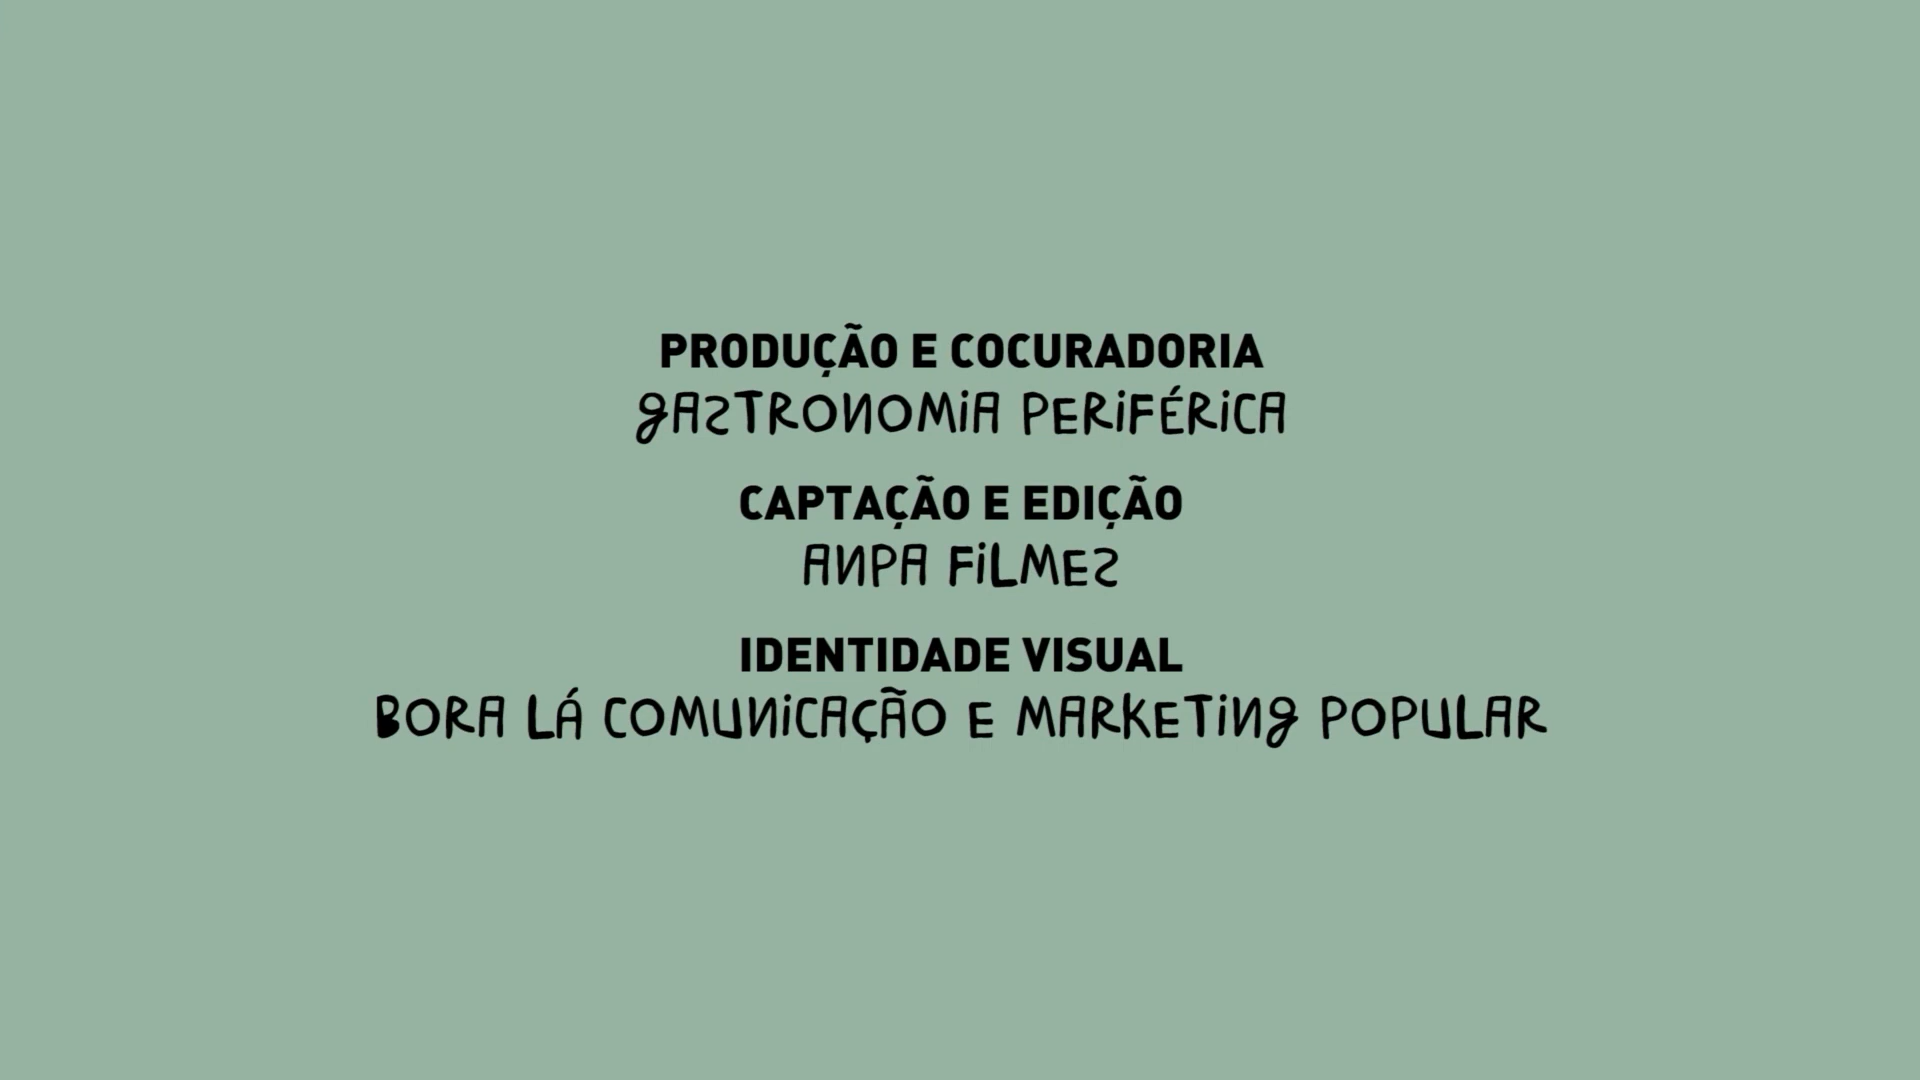 PRODUÇÃO E COCURADORIA
GASTRONOMIA PERIFÉRICA
CAPTAÇÃO E EDIÇÃO
ANPA FILMES
IDENTIDADE VISUAL
BORA LÁ COMUNICAÇÃO E MARKETING POPULAR